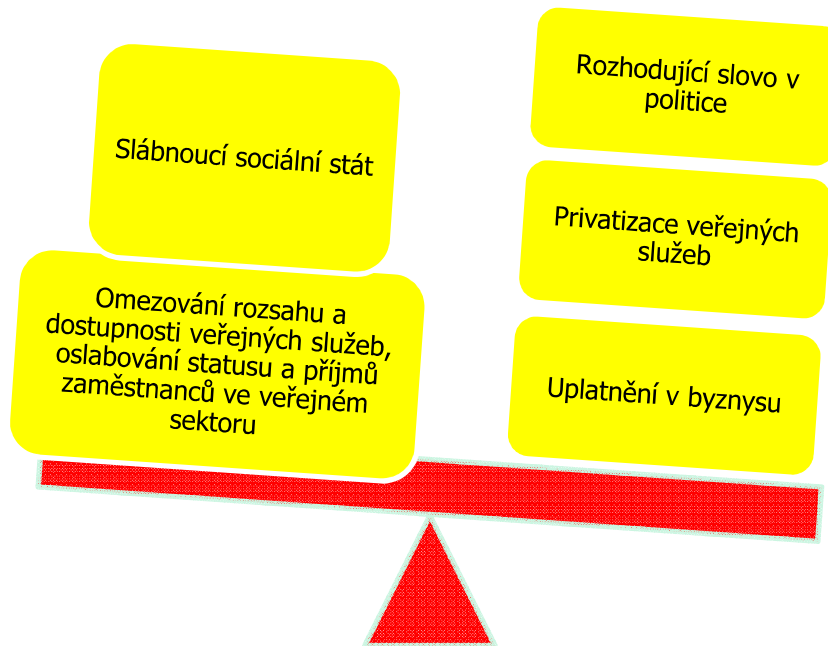 Slábnoucí sociální stát
Omezování rozsahu a
dostupnosti veřejných služeb,
oslabování statusu a příjmů
zaměstnanců ve veřejném
sektoru
Rozhodující slovo v
politice
Privatizace veřejných
služeb
Uplatnění v byznysu